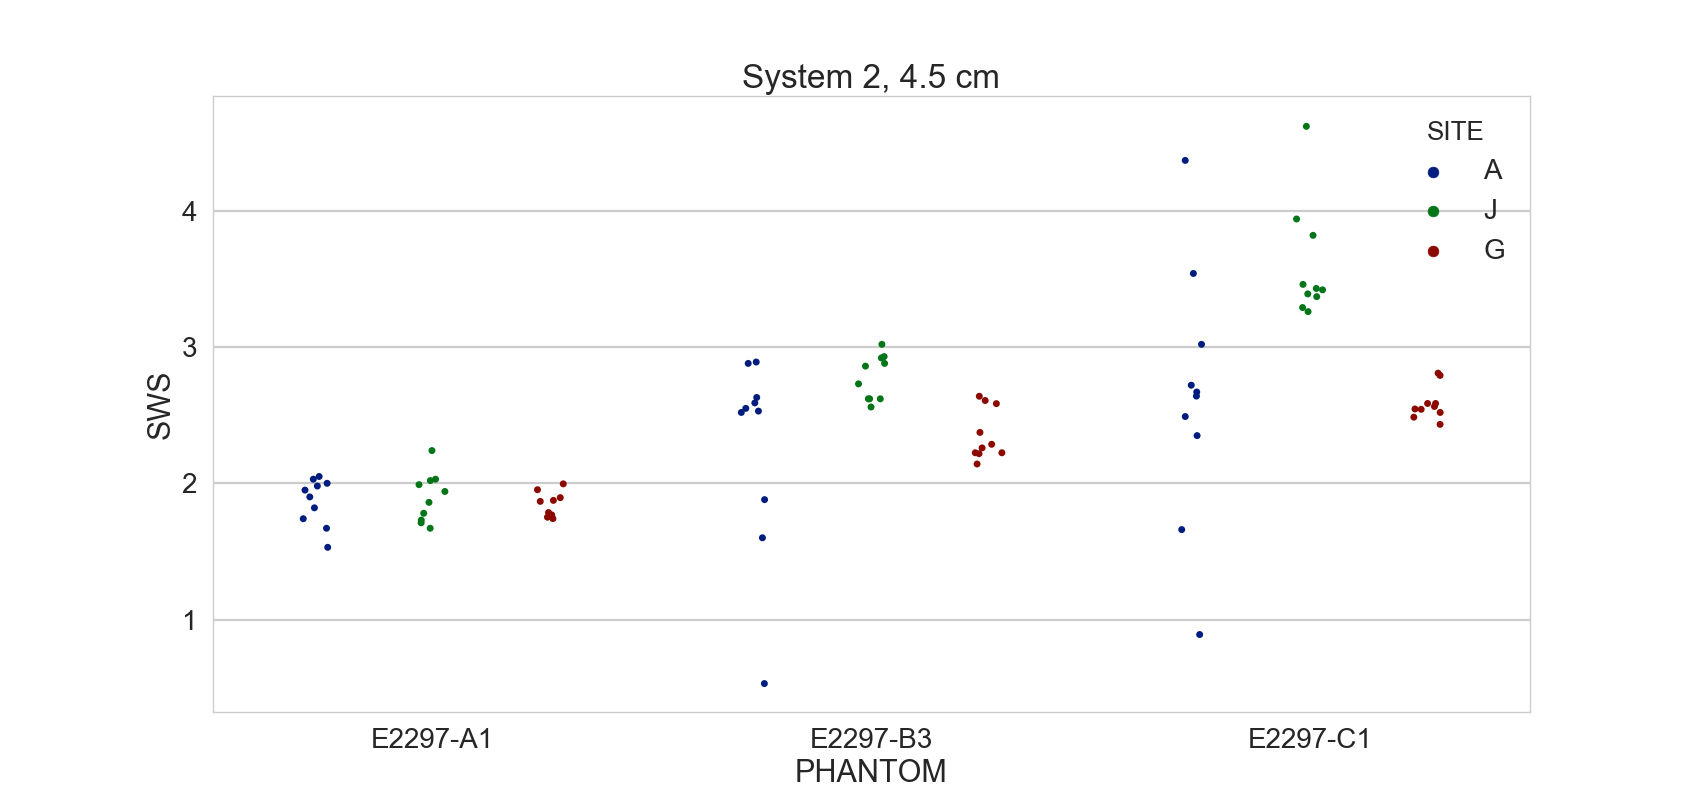 System 2, 4.5 cm
SITE
A
J
G
4
3
2
1
SWS
E2297-A1 E2297-B3 E2297-C1
PHANTOM